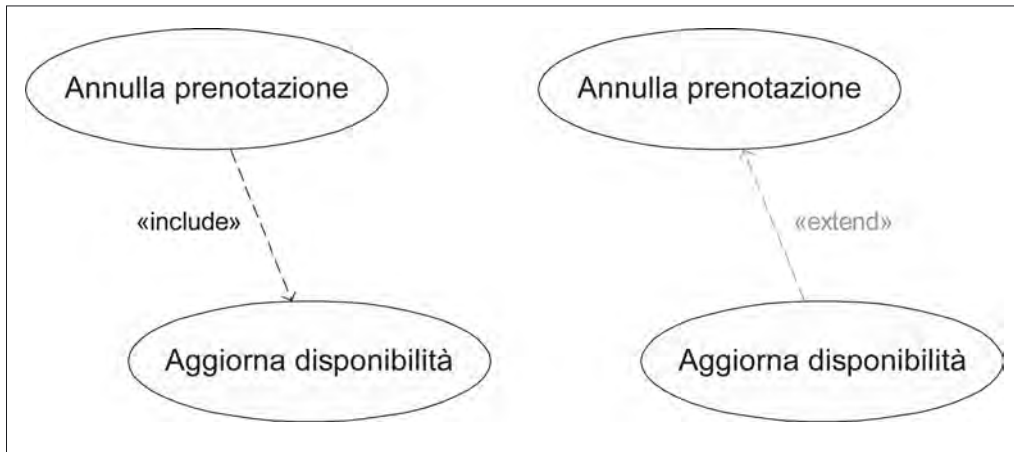 Annulla prenotazione
Annulla prenotazione
«include»
«extend»
Aggiorna disponibilità
Aggiorna disponibilità